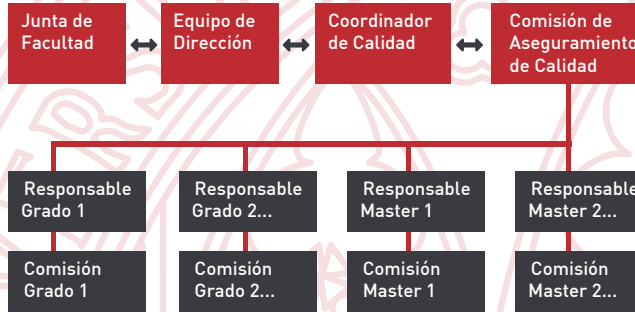 Junta de
Facultad
Equipo de
Dirección
Coordinador
de Calidad
Comisión de
Aseguramiento
de Calidad
Responsable
Grado 1
Responsable
Grado 2...
Responsable
Master 1
Responsable
Master 2...
Comisión
Grado 1
Comisión
Grado 2...
Comisión
Master 1
Comisión
Master 2...